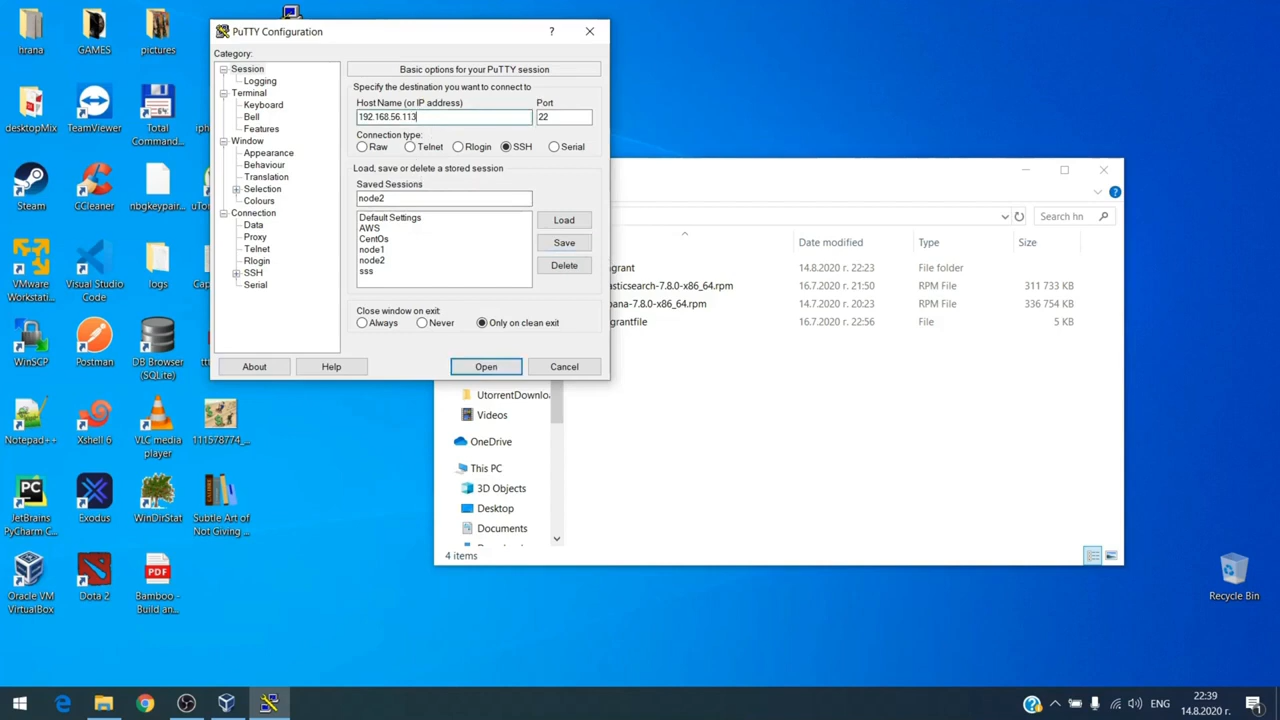 hrana
GAMES
pictures
desktopMix
TeamViewer
Total
Command...
Steam
CCleaner
nbgkeypair...
VMware
Workstati...
Visual Studio
Code
logs
WinSCP
Postman
DB Browser
(SQLite)
Notepad++
Xshell 6
VLC media
player
111578774_...
JetBrains
PyCharm C...
Exodus
WinDirStat
Subtle Art of
Not Giving ...
Oracle VM
VirtualBox
Dota 2
Bamboo -
Build an...
PuTTY Configuration
?
Category:
Session
Logging
Terminal
Keyboard
Bell
Features
Window
Appearance
Behaviour
Translation
Selection
Colours
Connection
Data
Proxy
Telnet
Rlogin
SSH
Serial
Basic options for your PuTTY session
Specify the destination you want to connect to
Host Name (or IP address)
Port
192.168.56.113
22
Connection type:
Raw
Telnet
Rlogin
SSH
Serial
Load, save or delete a stored session
Saved Sessions
node2
Default Settings
AWS
CentOs
node1
node2
sss
Load
Save
Delete
Close window on exit:
Always
Never
Only on clean exit
About
Help
Open
Cancel
Search hn
Date modified
Type
Size
grant
14.8.2020 г. 22:23
File folder
asticsearch-7.8.0-x86_64.rpm
16.7.2020 г. 21:50
RPM File
311 733 KB
bana-7.8.0-x86_64.rpm
14.7.2020 г. 20:23
RPM File
336 754 KB
grantfile
16.7.2020 г. 22:56
File
5 KB
UtorrentDownlo
Videos
OneDrive
This PC
3D Objects
Desktop
Documents
4 items
PDF
Recycle Bin
ЕНГ
22:39
14.8.2020 г.
1